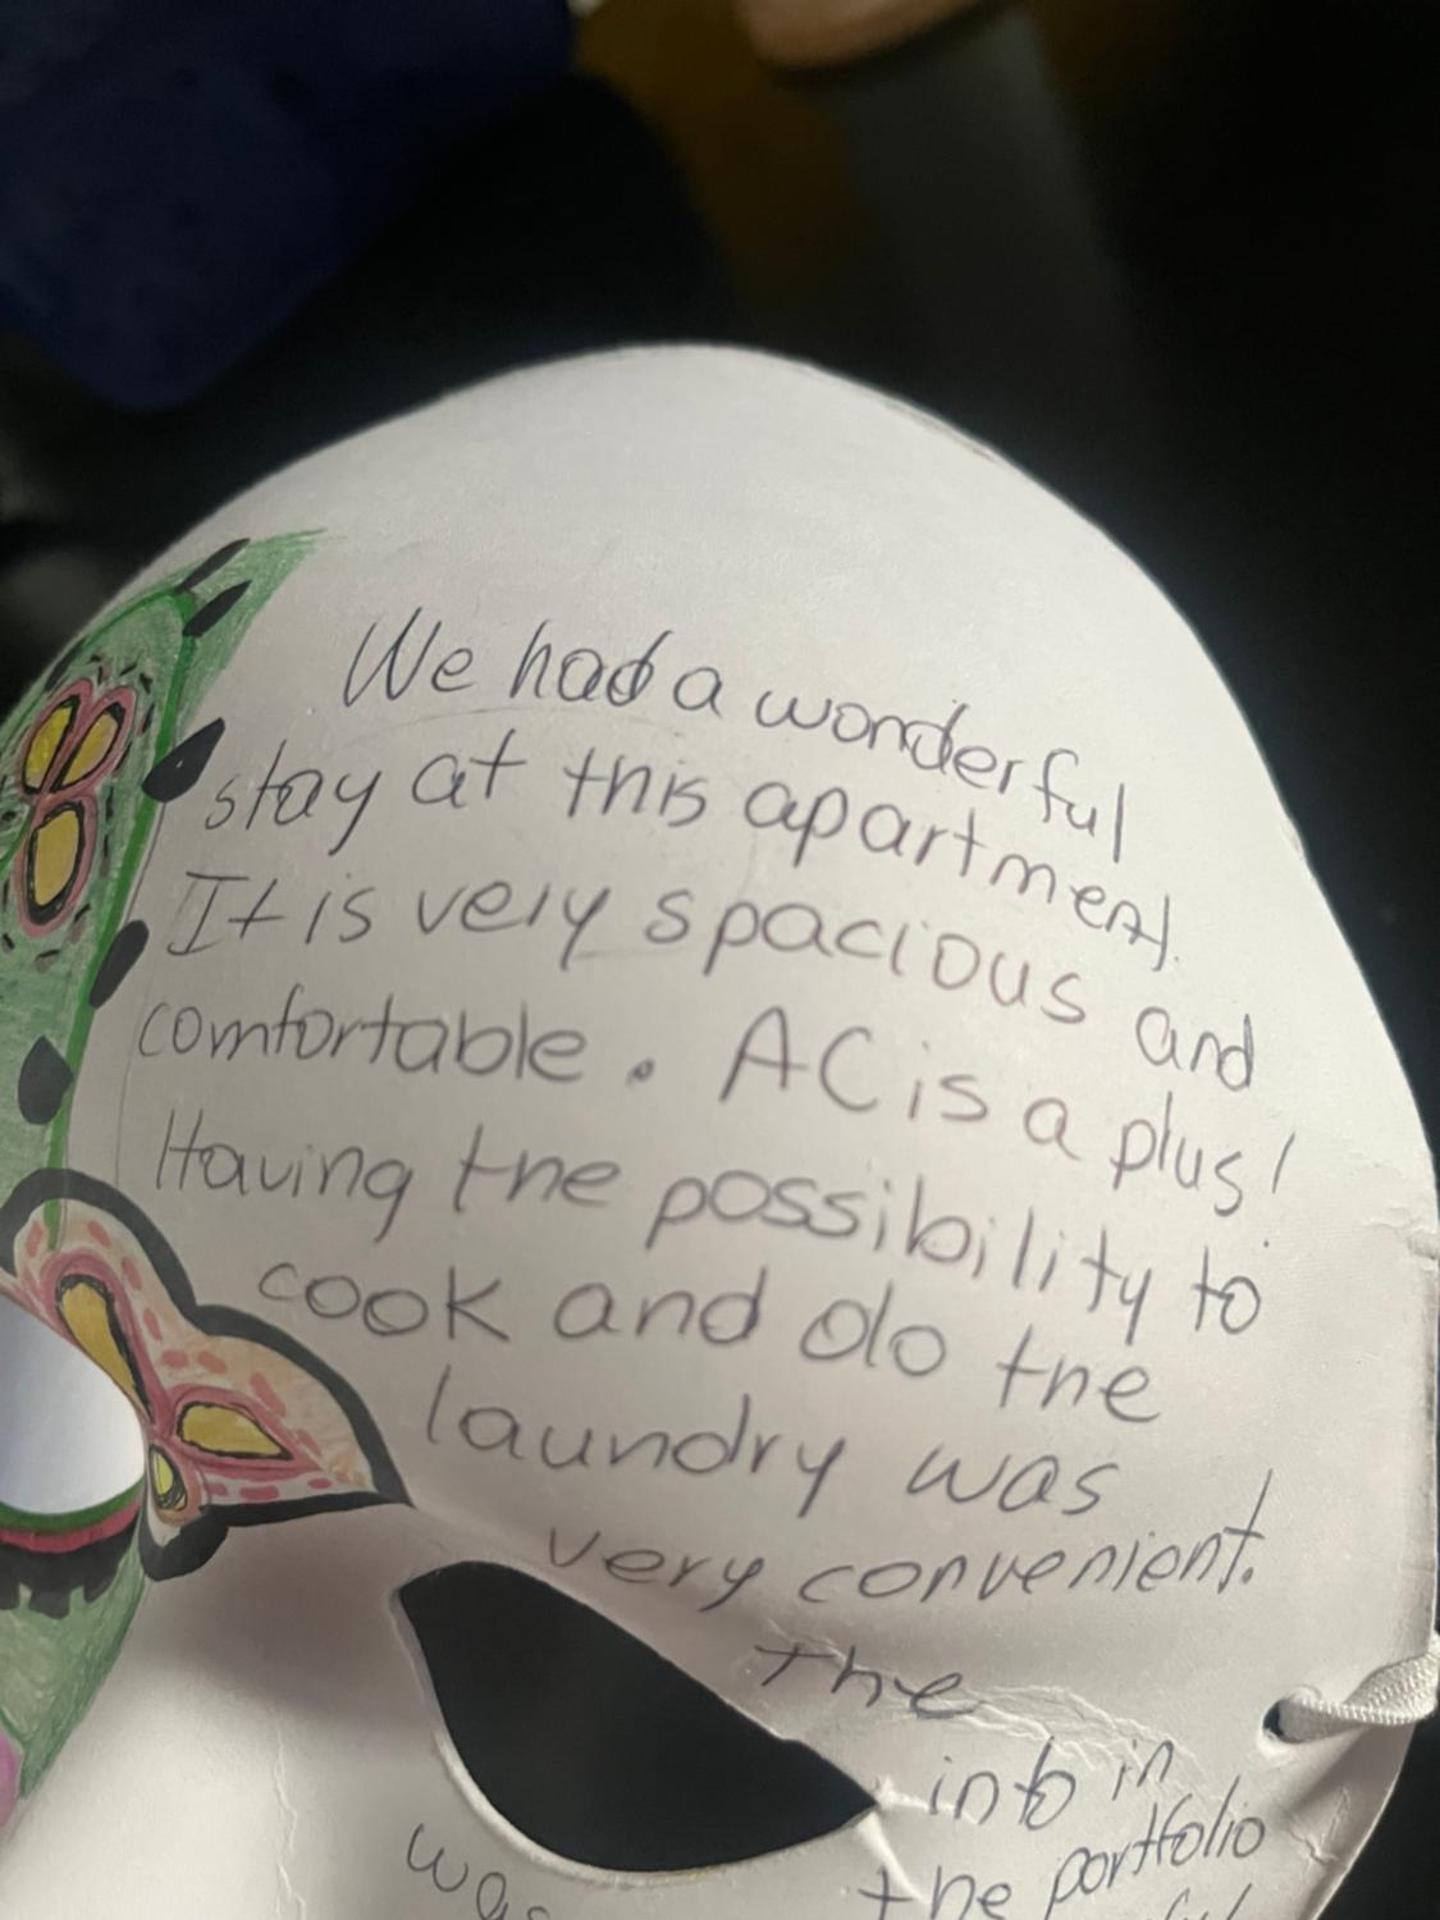 We had a wonderful
stay at this apartment.
It is very spacious and
comfortable. AC is a plus!
Having the possibility to
cook and do the
laundry was
very convenient.
the
info in
the portfolio
was